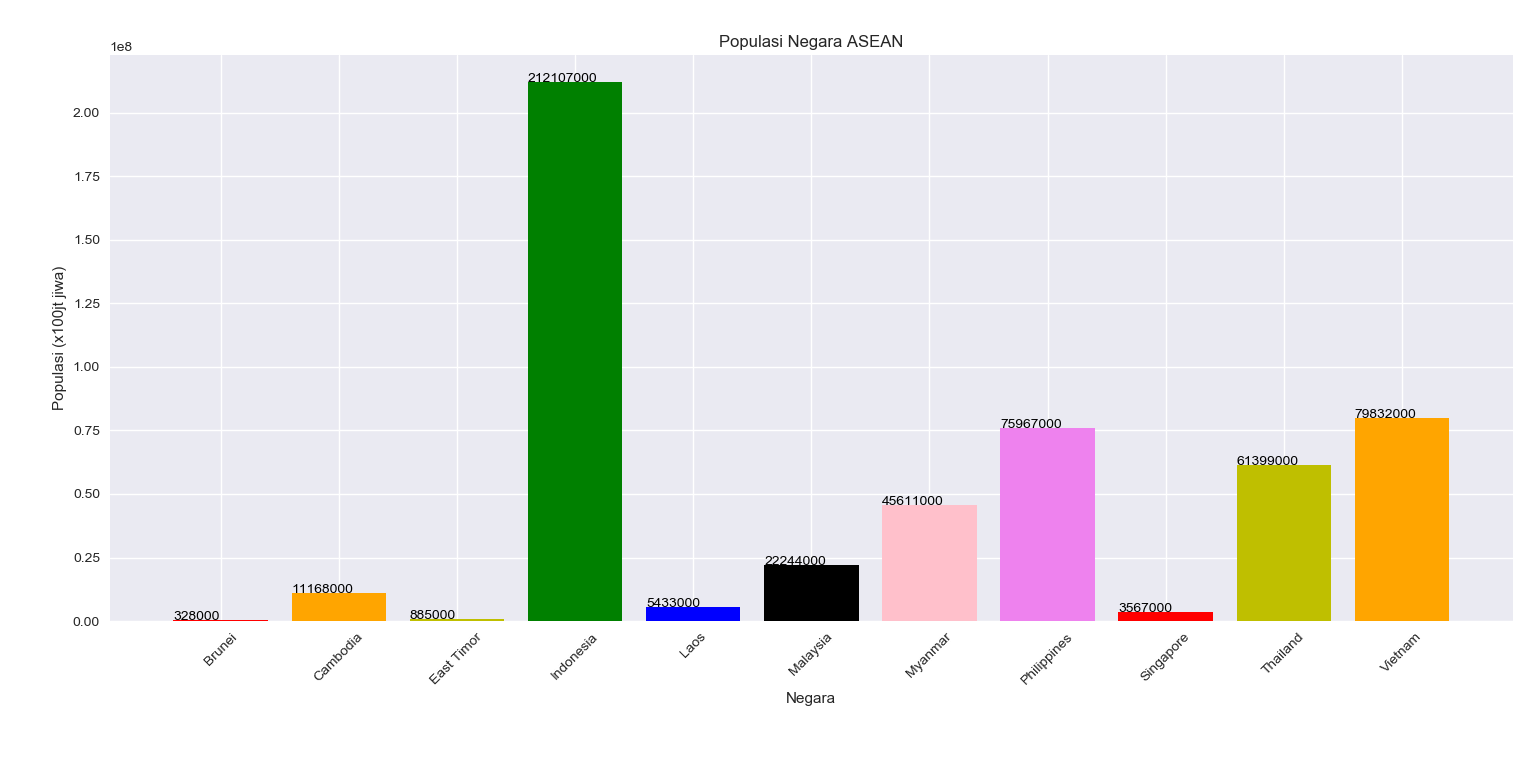 Populasi Negara ASEAN
1e8
Populasi (x100jt jiwa)
2.00
1.75
1.50
1.25
1.00
0.75
0.50
0.25
0.00
328000
11168000
885000
212107000
5433000
22244000
45611000
75967000
3567000
61399000
79832000
Brunei
Cambodia
East Timor
Indonesia
Laos
Malaysia
Myanmar
Philippines
Singapore
Thailand
Vietnam
Negara